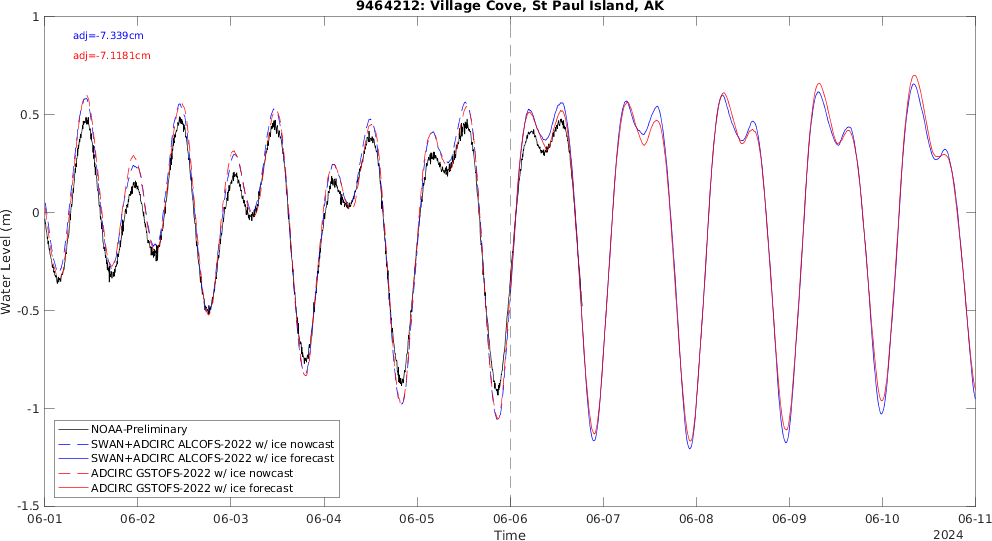 9464212: Village Cove, St Paul Island, AK
adj=-7.339cm
adj=-7.1181cm
1
0.5
0
-0.5
-1
-1.5
Water Level (m)
NOAA-Preliminary
SWAN+ADCIRC ALCOFS-2022 w/ ice nowcast
SWAN+ADCIRC ALCOFS-2022 w/ ice forecast
ADCIRC GSTOFS-2022 w/ ice nowcast
ADCIRC GSTOFS-2022 w/ ice forecast
06-01 06-02 06-03 06-04 06-05 06-06 06-07 06-08 06-09 06-10 06-11
Time
2024